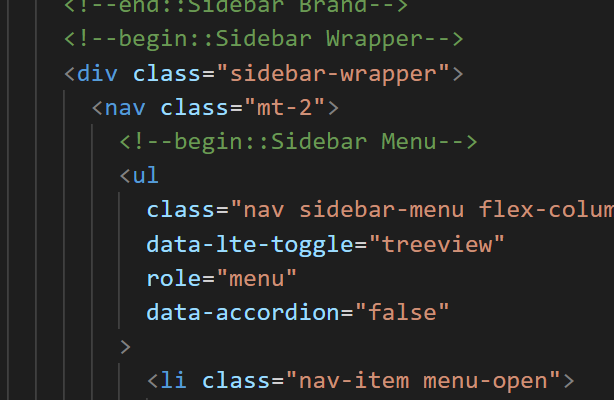 <!--end::Sidebar Brand-->
<!--begin::Sidebar Wrapper-->
<div class="sidebar-wrapper">
<nav class="mt-2">
<!--begin::Sidebar Menu-->
<ul
class="nav sidebar-menu flex-colum
data-lte-toggle="treeview"
role="menu"
data-accordion="false"
>
<li class="nav-item menu-open">